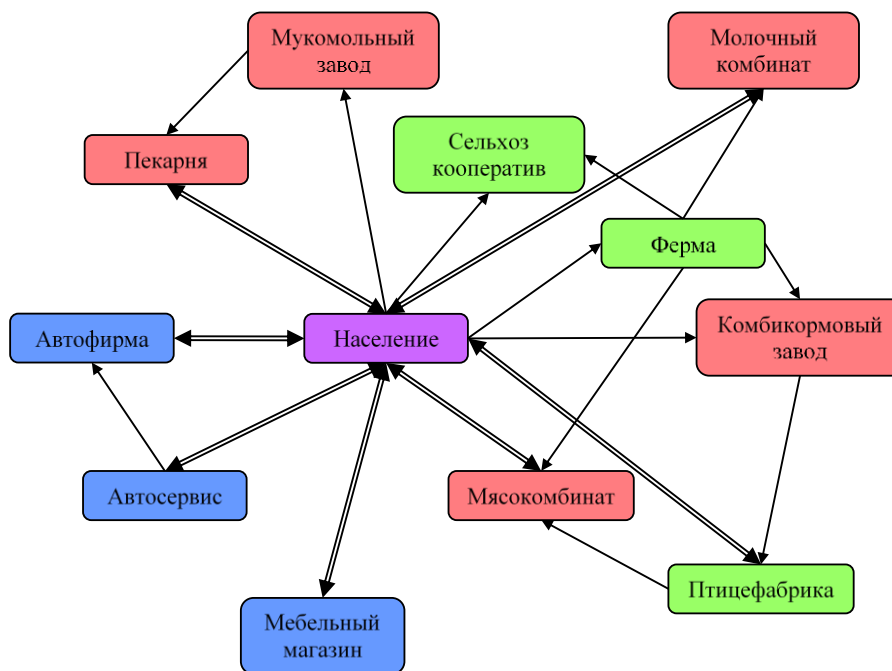 Мукомольный
завод
Молочный
комбинат
Пекарня
Сельхоз
кооператив
Ферма
Автофирма
Население
Комбикормовый
завод
Автосервис
Мясокомбинат
Птицефабрика
Мебельный
магазин